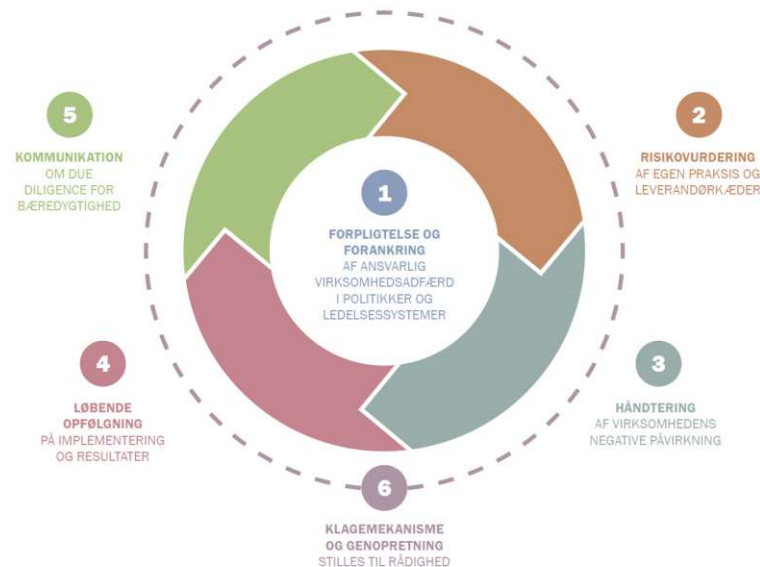 1
FORPLIGTELSE OG
FORANKRING
AF ANSVARLIG
VIRKSOMHEDSADFÆRD
I POLITIKKER OG
LEDELSESSYSTEMER
2
RISIKOVURDERING
AF EGEN PRAKSIS OG
LEVERANDØRKÆDER
3
HÅNDTERING
AF VIRKSOMHEDENS
NEGATIVE PÅVIRKNING
4
LØBENDE
OPFØLGNING
PÅ IMPLEMENTERING
OG RESULTATER
5
KOMMUNIKATION
OM DUE
DILIGENCE FOR
BÆREDYGTIGHED
6
KLAGEMEKANISME
OG GENOPRETNING
STILLES TIL RÅDIGHED